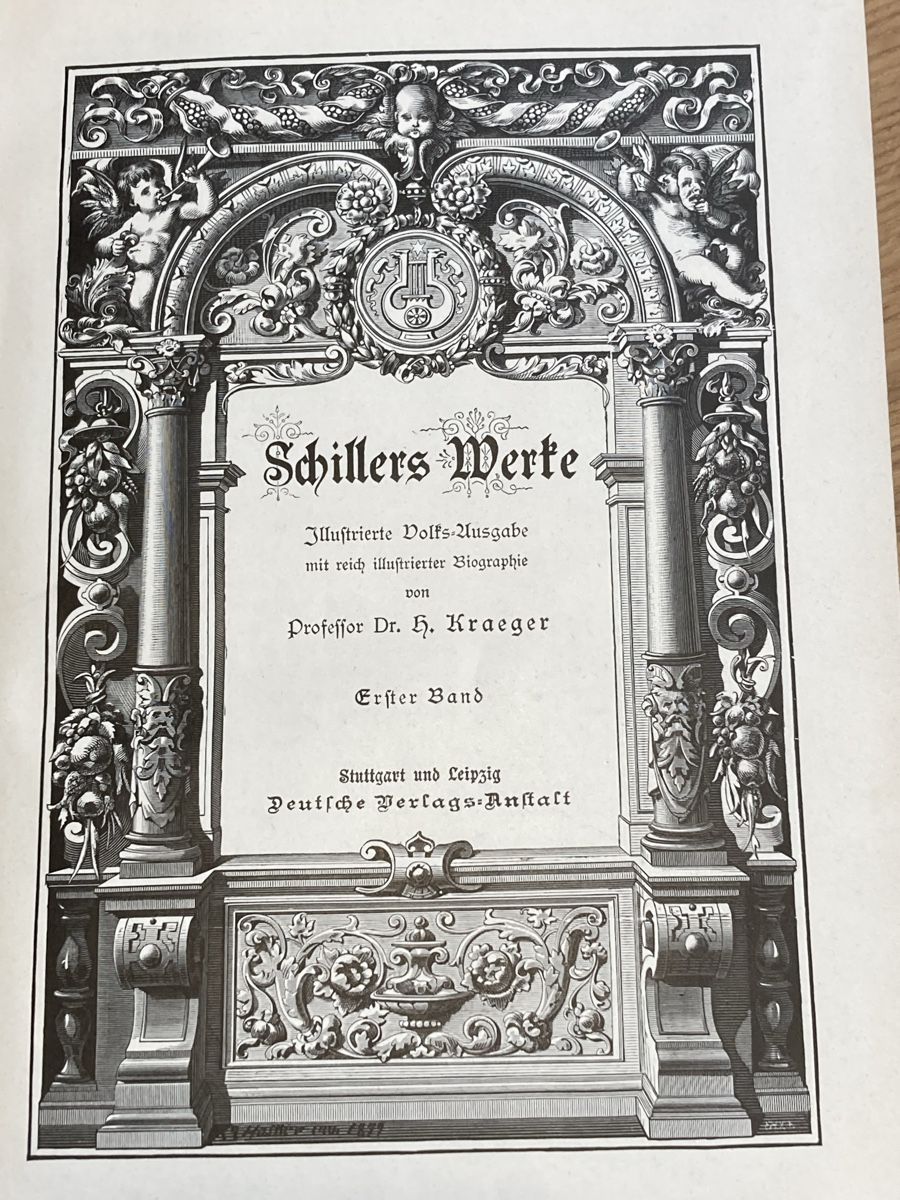 Schillers Werke
Illustrierte Volks-Ausgabe
mit reich illustrierter Biographie
von
Professor Dr. H. Kraeger
Erster Band
Stuttgart und Leipzig
Deutsche Verlags-Anstalt